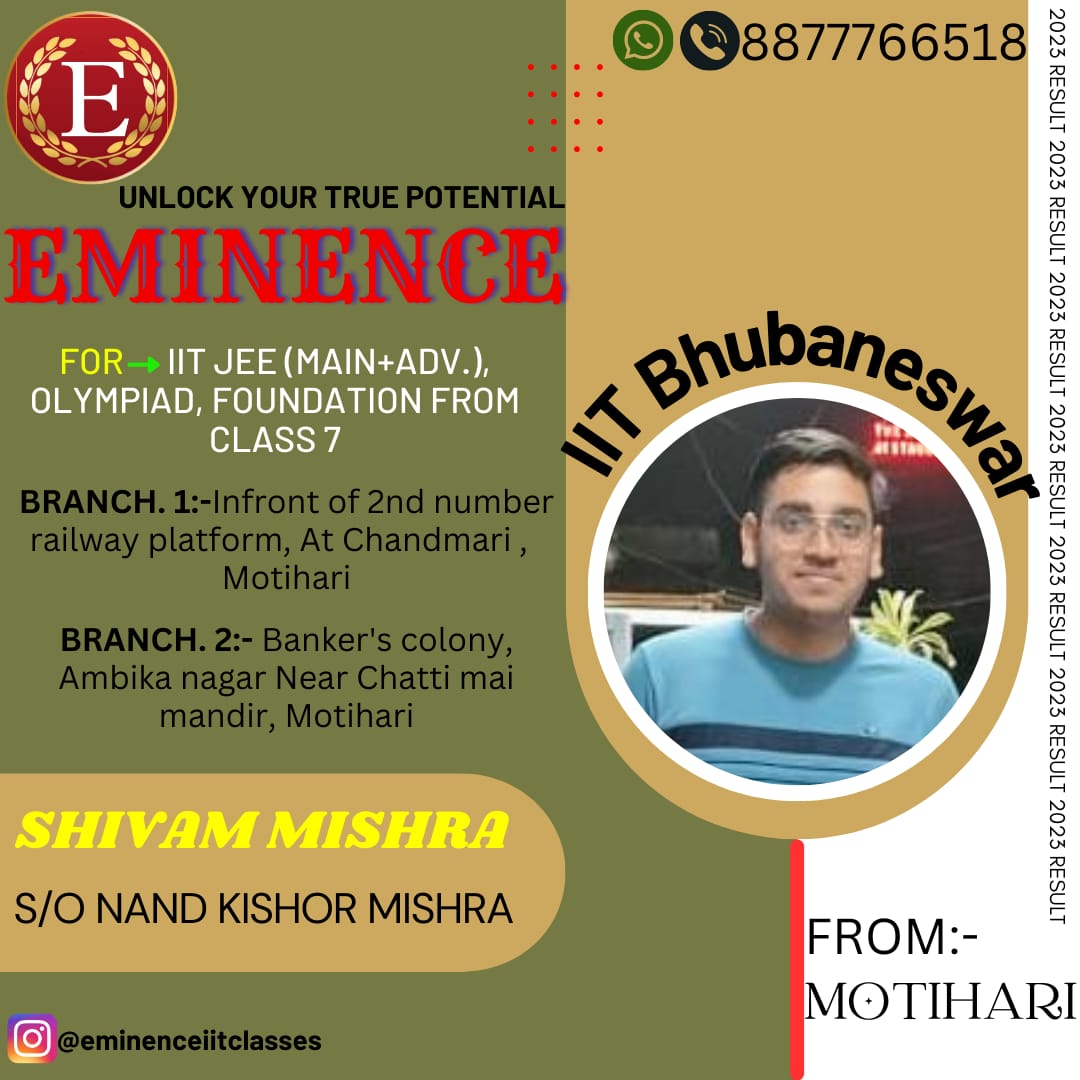 E
8877766518
UNLOCK YOUR TRUE POTENTIAL
EMINENCE
FOR→IIT JEE (MAIN+ADV.),
OLYMPIAD, FOUNDATION FROM
CLASS 7
BRANCH. 1:-Infront of 2nd number
railway platform, At Chandmari ,
Motihari
BRANCH. 2:- Banker's colony,
Ambika nagar Near Chatti mai
mandir, Motihari
SHIVAM MISHRA
S/O NAND KISHOR MISHRA
@eminenceiitclasses
IIT Bhubaneswar
FROM:-
MOTIHARI
2023 RESULT 2023 RESULT 2023 RESULT 2023 RESULT 2023 RESULT 2023 RESULT 2023 RESULT